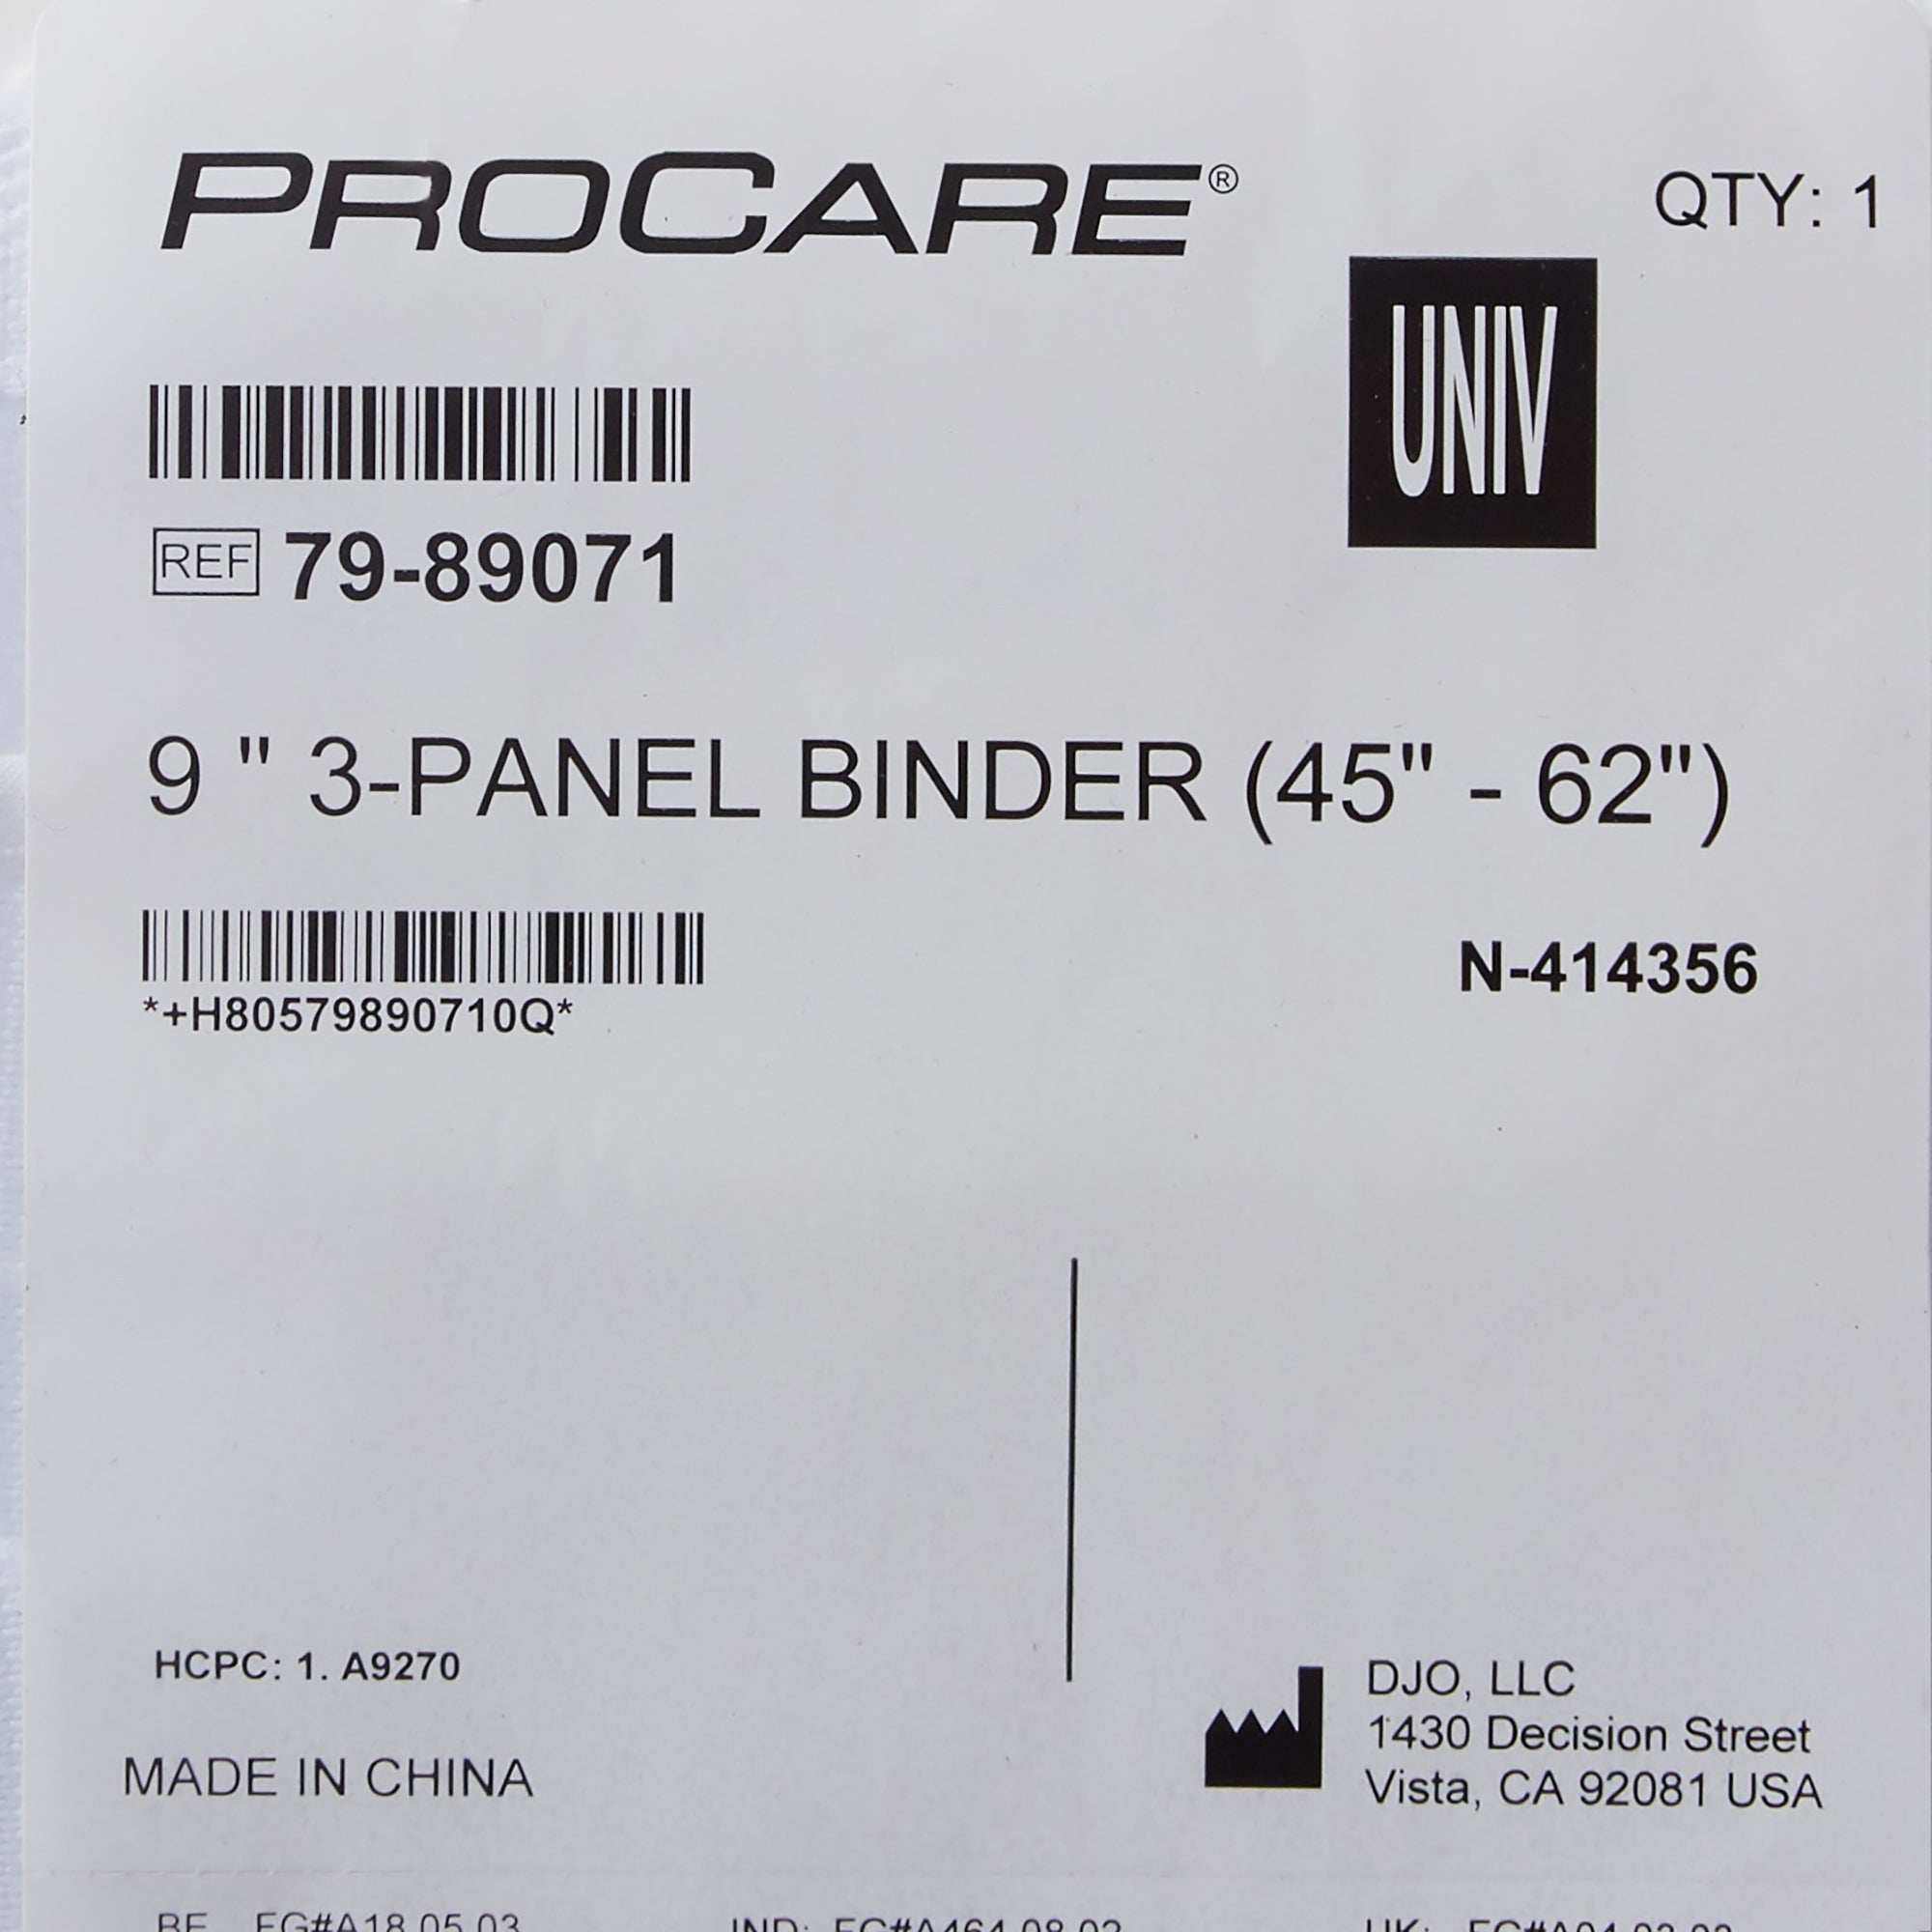 PROCARE®
QTY: 1
UNIV
REF 79-89071
9 " 3-PANEL BINDER (45" - 62")
*+H80579890710Q*
N-414356
HCPC: 1. A9270
MADE IN CHINA
DJO, LLC
1430 Decision Street
Vista, CA 92081 USA